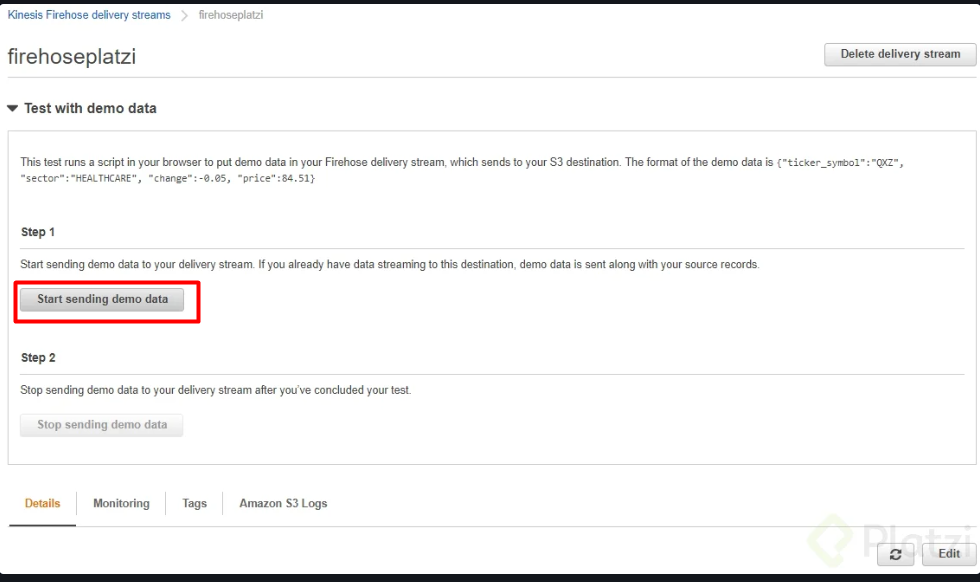 Kinesis Firehose delivery streams > firehoseplatzi
firehoseplatzi
Delete delivery stream
Test with demo data
This test runs a script in your browser to put demo data in your Firehose delivery stream, which sends to your S3 destination. The format of the demo data is {"ticker_symbol":"QXZ",
"sector":"HEALTHCARE", "change":-0.05, "price":84.51}
Step 1
Start sending demo data to your delivery stream. If you already have data streaming to this destination, demo data is sent along with your source records.
Start sending demo data
Step 2
Stop sending demo data to your delivery stream after you've concluded your test.
Stop sending demo data
Details Monitoring Tags Amazon S3 Logs
Platzi
Edit